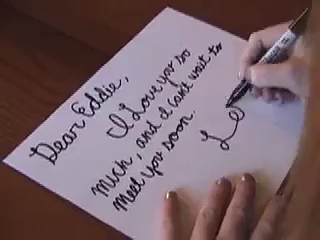 Dear Eddie,
I Love you so
much, and I can't wait to
meet you soon.
Le